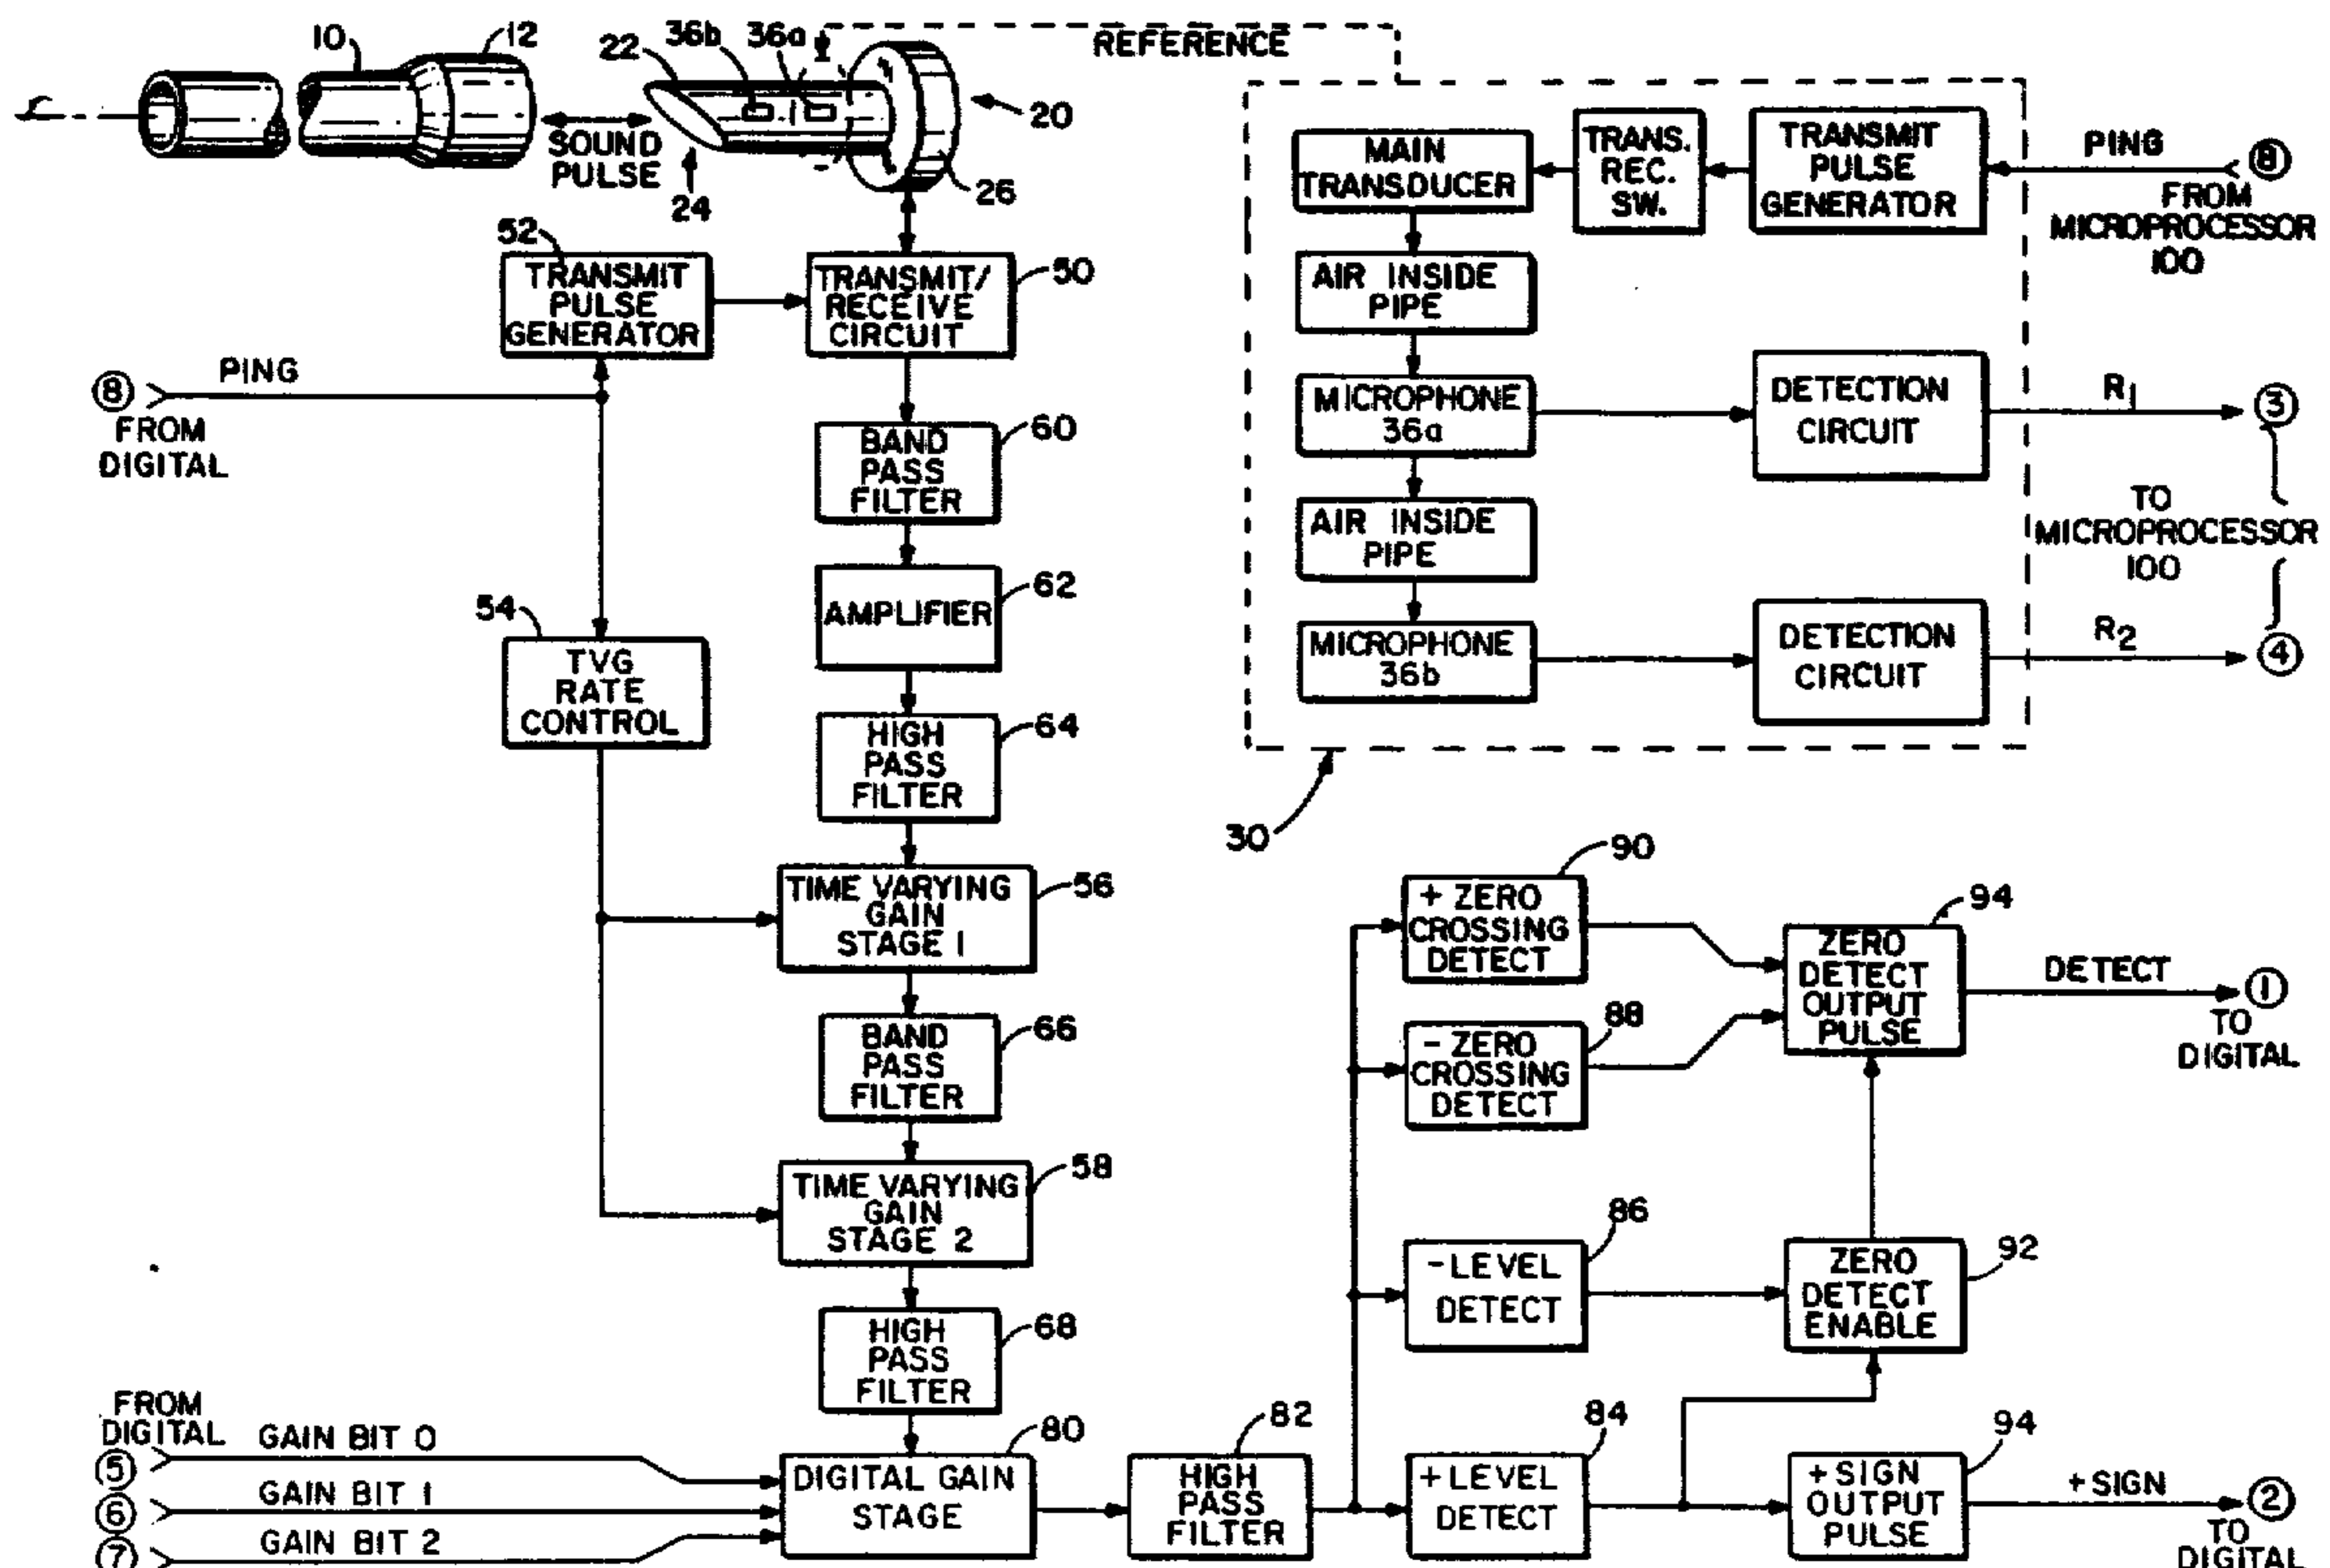 10
12
22
36b
36a
REFERENCE
20
SOUND
PULSE
24
26
MAIN
TRANSDUCER
TRANS.
REC.
SW.
TRANSMIT
PULSE
GENERATOR
PING
8
FROM
MICROPROCESSOR
100
52
TRANSMIT
PULSE
GENERATOR
TRANSMIT/
RECEIVE
CIRCUIT
50
AIR INSIDE
PIPE
8
PING
FROM
DIGITAL
BAND
PASS
FILTER
60
MICROPHONE
36a
DETECTION
CIRCUIT
R1
3
AIR INSIDE
PIPE
TO
MICROPROCESSOR
100
AMPLIFIER
62
54
TVG
RATE
CONTROL
MICROPHONE
36b
DETECTION
CIRCUIT
R2
4
HIGH
PASS
FILTER
64
30
TIME VARYING
GAIN
STAGE 1
56
90
+ ZERO
CROSSING
DETECT
94
ZERO
DETECT
OUTPUT
PULSE
DETECT
1
TO
DIGITAL
BAND
PASS
FILTER
66
88
- ZERO
CROSSING
DETECT
TIME VARYING
GAIN
STAGE 2
58
86
-LEVEL
DETECT
ZERO
DETECT
ENABLE
92
HIGH
PASS
FILTER
68
FROM
DIGITAL
5
GAIN BIT 0
6
GAIN BIT 1
7
GAIN BIT 2
DIGITAL GAIN
STAGE
80
82
HIGH
PASS
FILTER
84
+LEVEL
DETECT
94
+SIGN
OUTPUT
PULSE
+SIGN
2
TO
DIGITAL